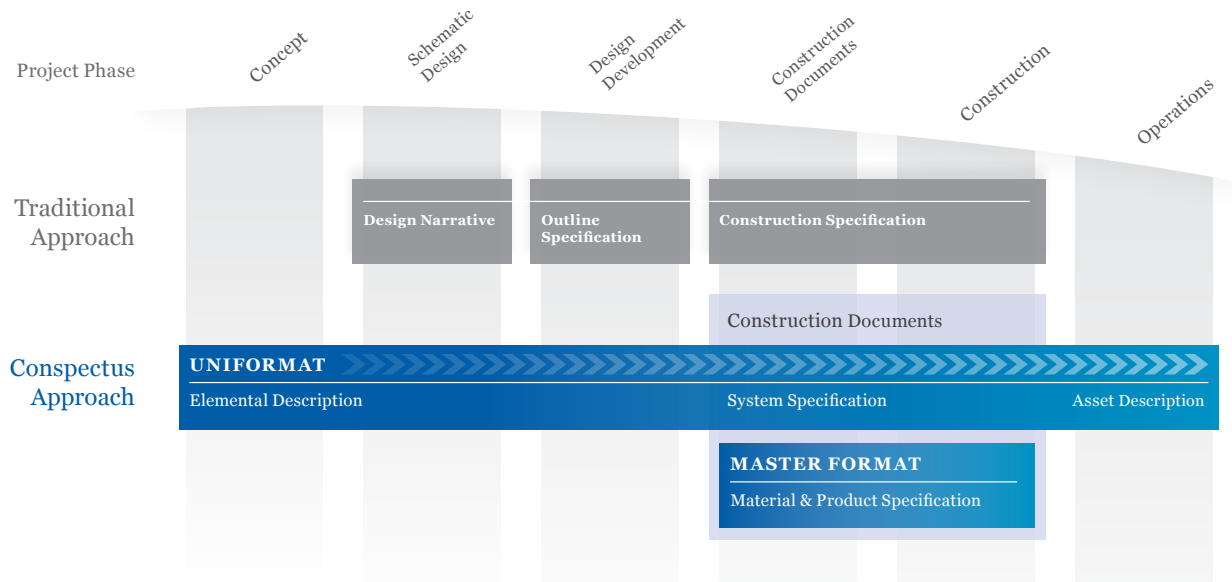 Project Phase
Concept
Schematic
Design
Design
Development
Construction
Documents
Construction
Operations
Traditional
Approach
Design Narrative
Outline
Specification
Construction Specification
Construction Documents
Conspectus
Approach
UNIFORMAT
Elemental Description
System Specification
Asset Description
MASTER FORMAT
Material & Product Specification